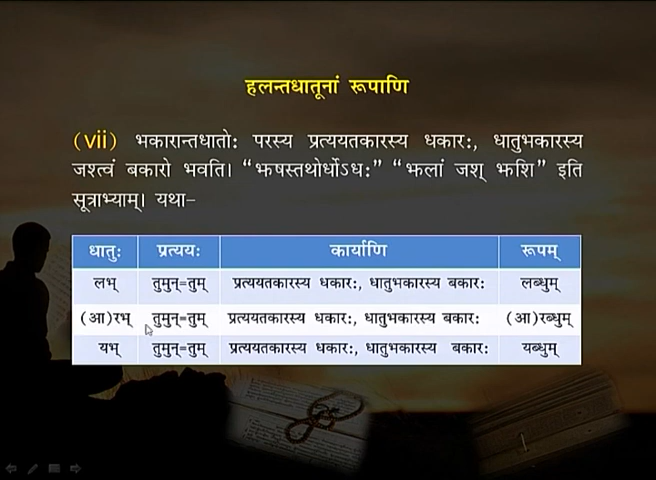 हलन्तधातूनां रूपाणि
(vii) भकारान्तधातोः परस्य प्रत्ययतकारस्य धकारः, धातुभकारस्य
जश्त्वं बकारो भवति। “झषस्तथोर्धोऽधः” “झलां जश् झशि” इति
सूत्राभ्याम्। यथा-
धातुः प्रत्ययः कार्याणि रूपम्
लभ् तुमुन्=तुम् प्रत्ययतकारस्य धकारः, धातुभकारस्य बकारः लब्धुम्
(आ)रभ् तुमुन्=तुम् प्रत्ययतकारस्य धकारः, धातुभकारस्य बकारः (आ)रब्धुम्
यभ् तुमुन्=तुम् प्रत्ययतकारस्य धकारः, धातुभकारस्य बकारः यब्धुम्